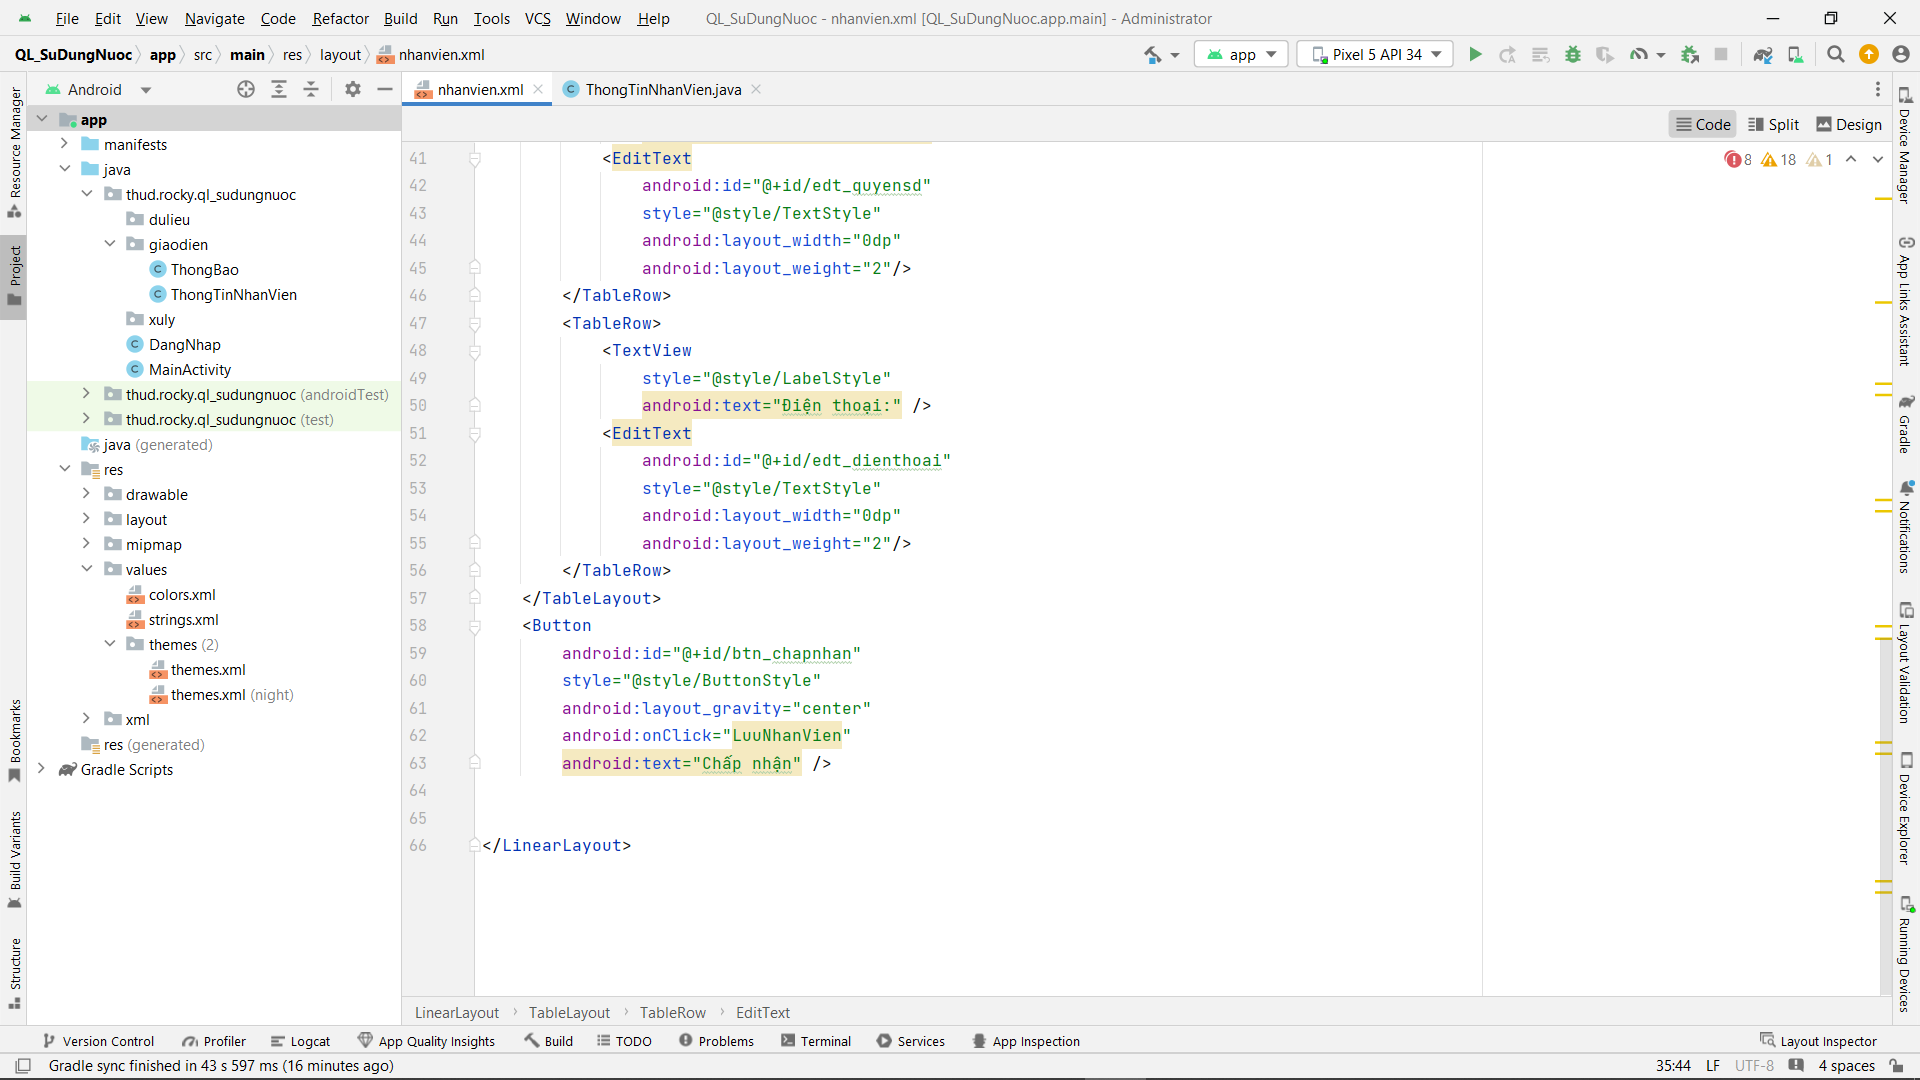 File Edit View Navigate Code Refactor Build Run Tools VCS Window Help QL_SuDungNuoc - nhanvien.xml [QL_SuDungNuoc.app.main] - Administrator
QL_SuDungNuoc app src main res layout nhanvien.xml app Pixel 5 API 34
Android
nhanvien.xml ThongTinNhanVien.java
Code Split Design
8 18 1
app
manifests
java
thud.rocky.ql_sudungnuoc
dulieu
giaodien
ThongBao
ThongTinNhanVien
xuly
DangNhap
MainActivity
thud.rocky.ql_sudungnuoc (androidTest)
thud.rocky.ql_sudungnuoc (test)
java (generated)
res
drawable
layout
mipmap
values
colors.xml
strings.xml
themes (2)
themes.xml
themes.xml (night)
xml
res (generated)
Gradle Scripts
Resource Manager
Project
Bookmarks
Build Variants
Structure
41 <EditText
42 android:id="@+id/edt_quyensd"
43 style="@style/TextStyle"
44 android:layout_width="0dp"
45 android:layout_weight="2"/>
46 </TableRow>
47 <TableRow>
48 <TextView
49 style="@style/LabelStyle"
50 android:text="Điện thoại:" />
51 <EditText
52 android:id="@+id/edt_dienthoai"
53 style="@style/TextStyle"
54 android:layout_width="0dp"
55 android:layout_weight="2"/>
56 </TableRow>
57 </TableLayout>
58 <Button
59 android:id="@+id/btn_chapnhan"
60 style="@style/ButtonStyle"
61 android:layout_gravity="center"
62 android:onClick="LuuNhanVien"
63 android:text="Chấp nhận" />
64
65
66 </LinearLayout>
Device Manager
App Links Assistant
Gradle
Notifications
Layout Validation
Device Explorer
Running Devices
LinearLayout TableLayout TableRow EditText
Version Control Profiler Logcat App Quality Insights Build TODO Problems Terminal Services App Inspection Layout Inspector
Gradle sync finished in 43 s 597 ms (16 minutes ago) 35:44 LF UTF-8 4 spaces